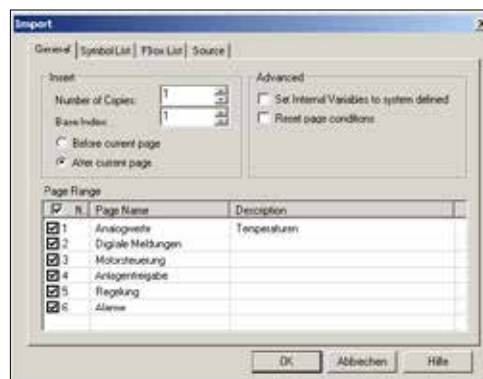 Import
General Symbol List FBox List Source
Insert
Number of Copies: 1
Base Index: 1
Before current page
After current page
Advanced
Set Internal Variables to system defined
Reset page conditions
Page Range
N. Page Name Description
1 Analogwerte Temperaturen
2 Digitale Meldungen
3 Motorsteuerung
4 Anlagenfreigabe
5 Regelung
6 Alarme
OK Abbrechen Hilfe